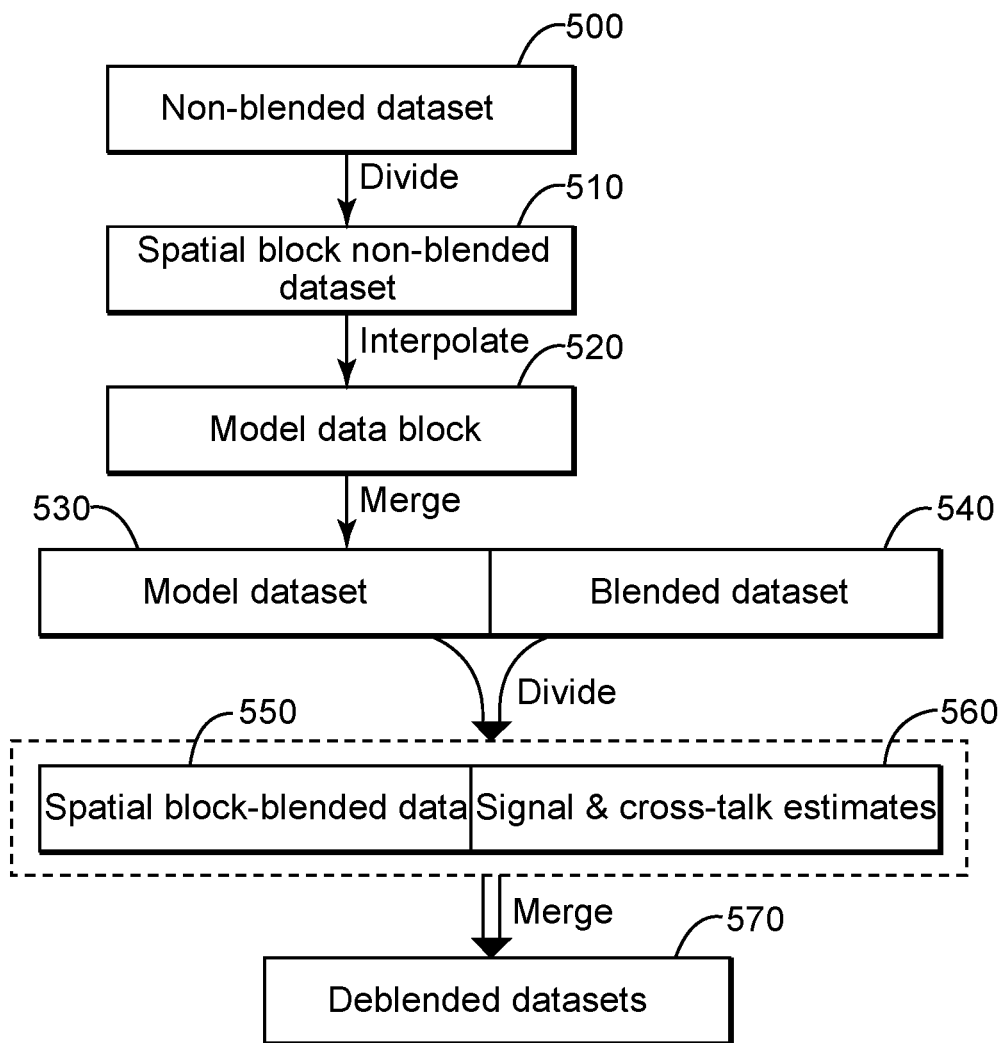 500
Non-blended dataset
Divide
510
Spatial block non-blended
dataset
Interpolate
520
Model data block
Merge
530
540
Model dataset
Blended dataset
Divide
550
560
Spatial block-blended data
Signal & cross-talk estimates
Merge
570
Deblended datasets